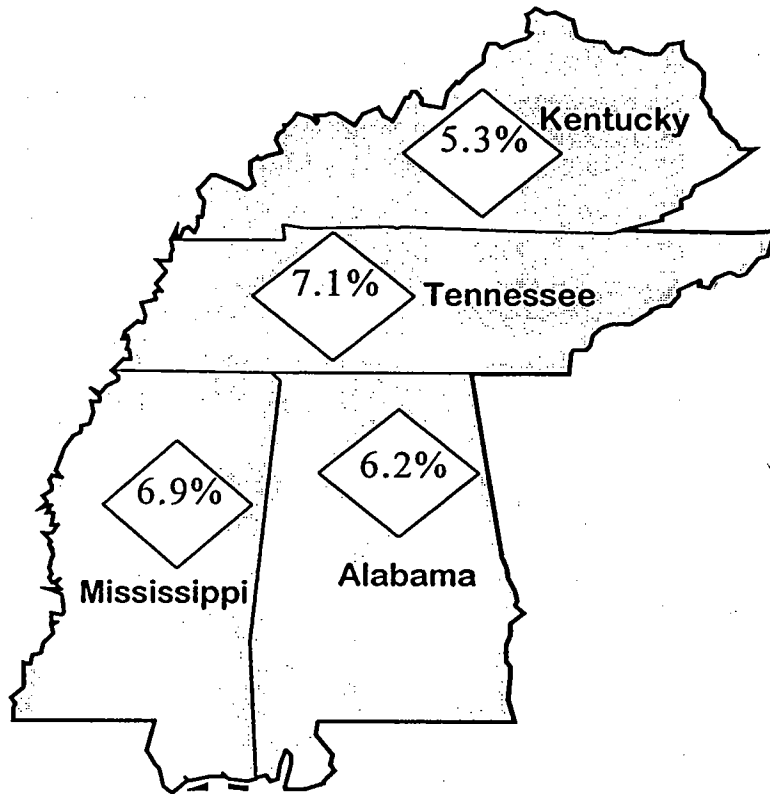 Kentucky
5.3%
7.1%
Tennessee
6.9%
6.2%
Mississippi
Alabama